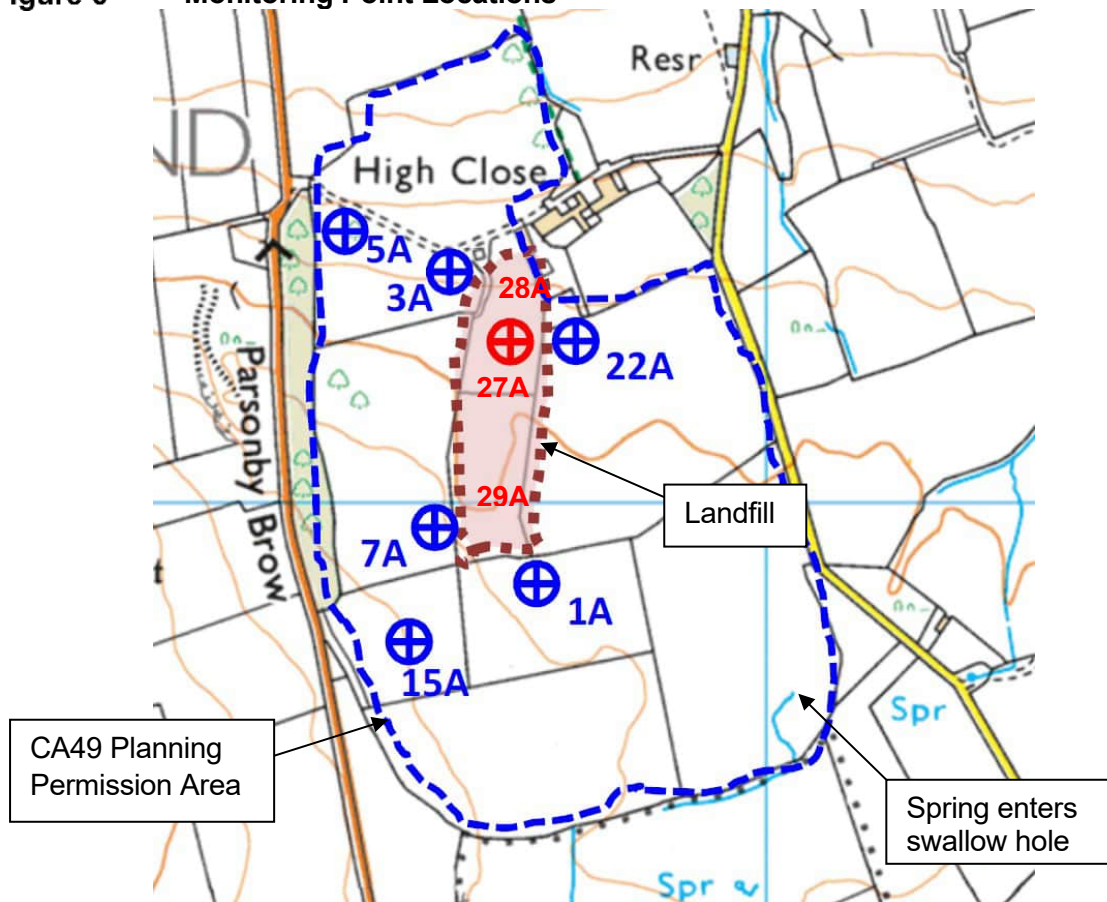 Monitoring Point Locations
Resr
ND
High Close
5A
3A
28A
22A
27A
Parsonby Brow
29A
Landfill
7A
1A
15A
CA49 Planning
Permission Area
Spr
Spring enters
swallow hole
Spr